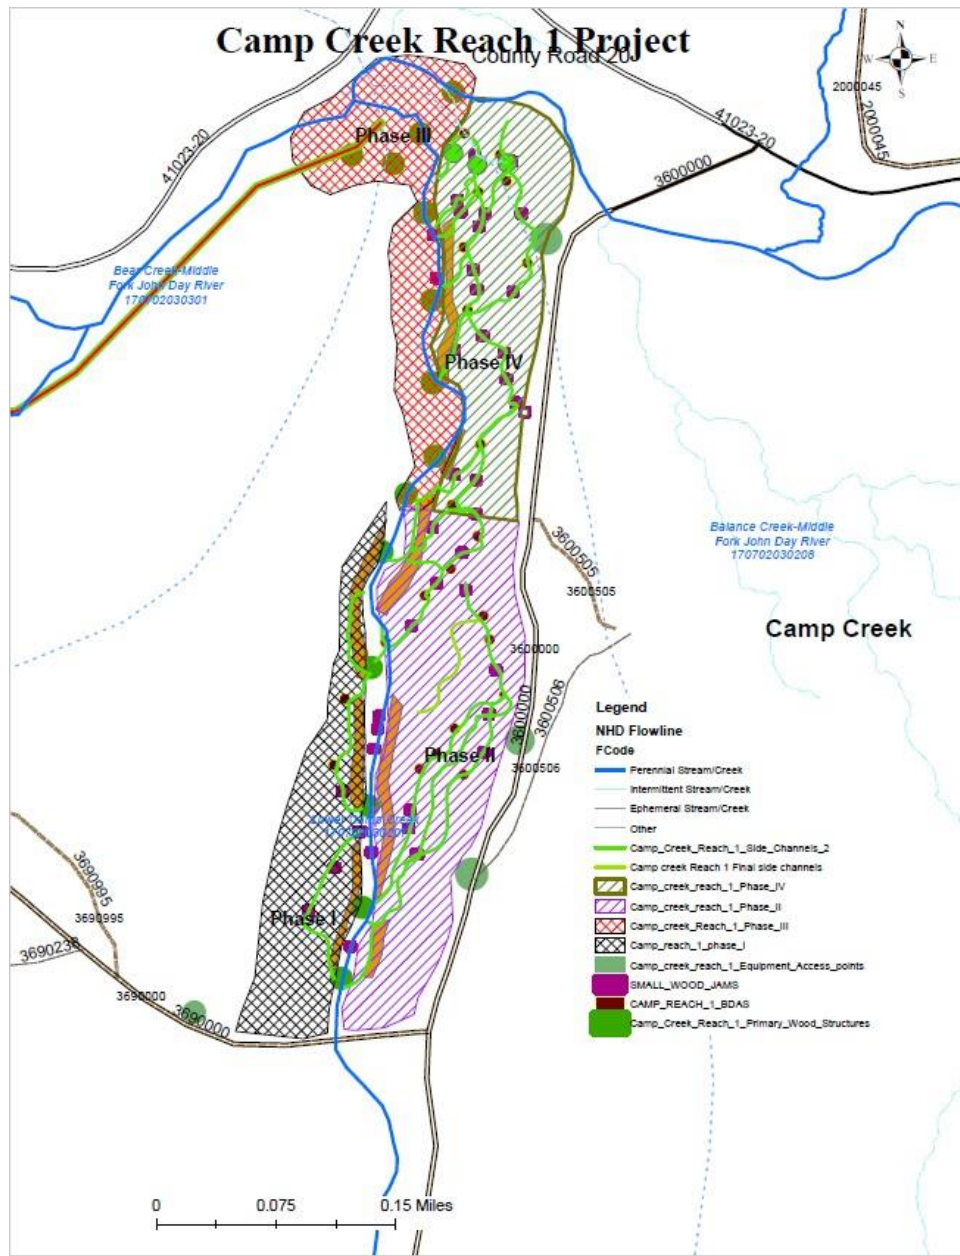 Camp Creek Reach 1 Project
County Road 20
N
W
E
S
2000045
2000045
41023-20
41023-20
3600000
Phase III
Bear Creek-Middle
Fork John Day River
170702030301
Phase IV
Balance Creek-Middle
Fork John Day River
170702030208
3600505
3600505
Camp Creek
3600000
3600000
3600506
3600506
Phase II
Phase I
3690995
3690995
3690238
3690000
3690000
Legend
NHD Flowline
FCode
Perennial Stream/Creek
Intermittent Stream/Creek
Ephemeral Stream/Creek
Other
Camp_Creek_Reach_1_Side_Channels_2
Camp creek Reach 1 Final side channels
Camp_creek_reach_1_Phase_IV
Camp_creek_reach_1_Phase_II
Camp_creek_Reach_1_Phase_III
Camp_reach_1_phase_I
Camp_creek_reach_1_Equipment_Access_points
SMALL_WOOD_JAMS
CAMP_REACH_1_BDAS
Camp_Creek_Reach_1_Primary_Wood_Structures
0 0.075 0.15 Miles